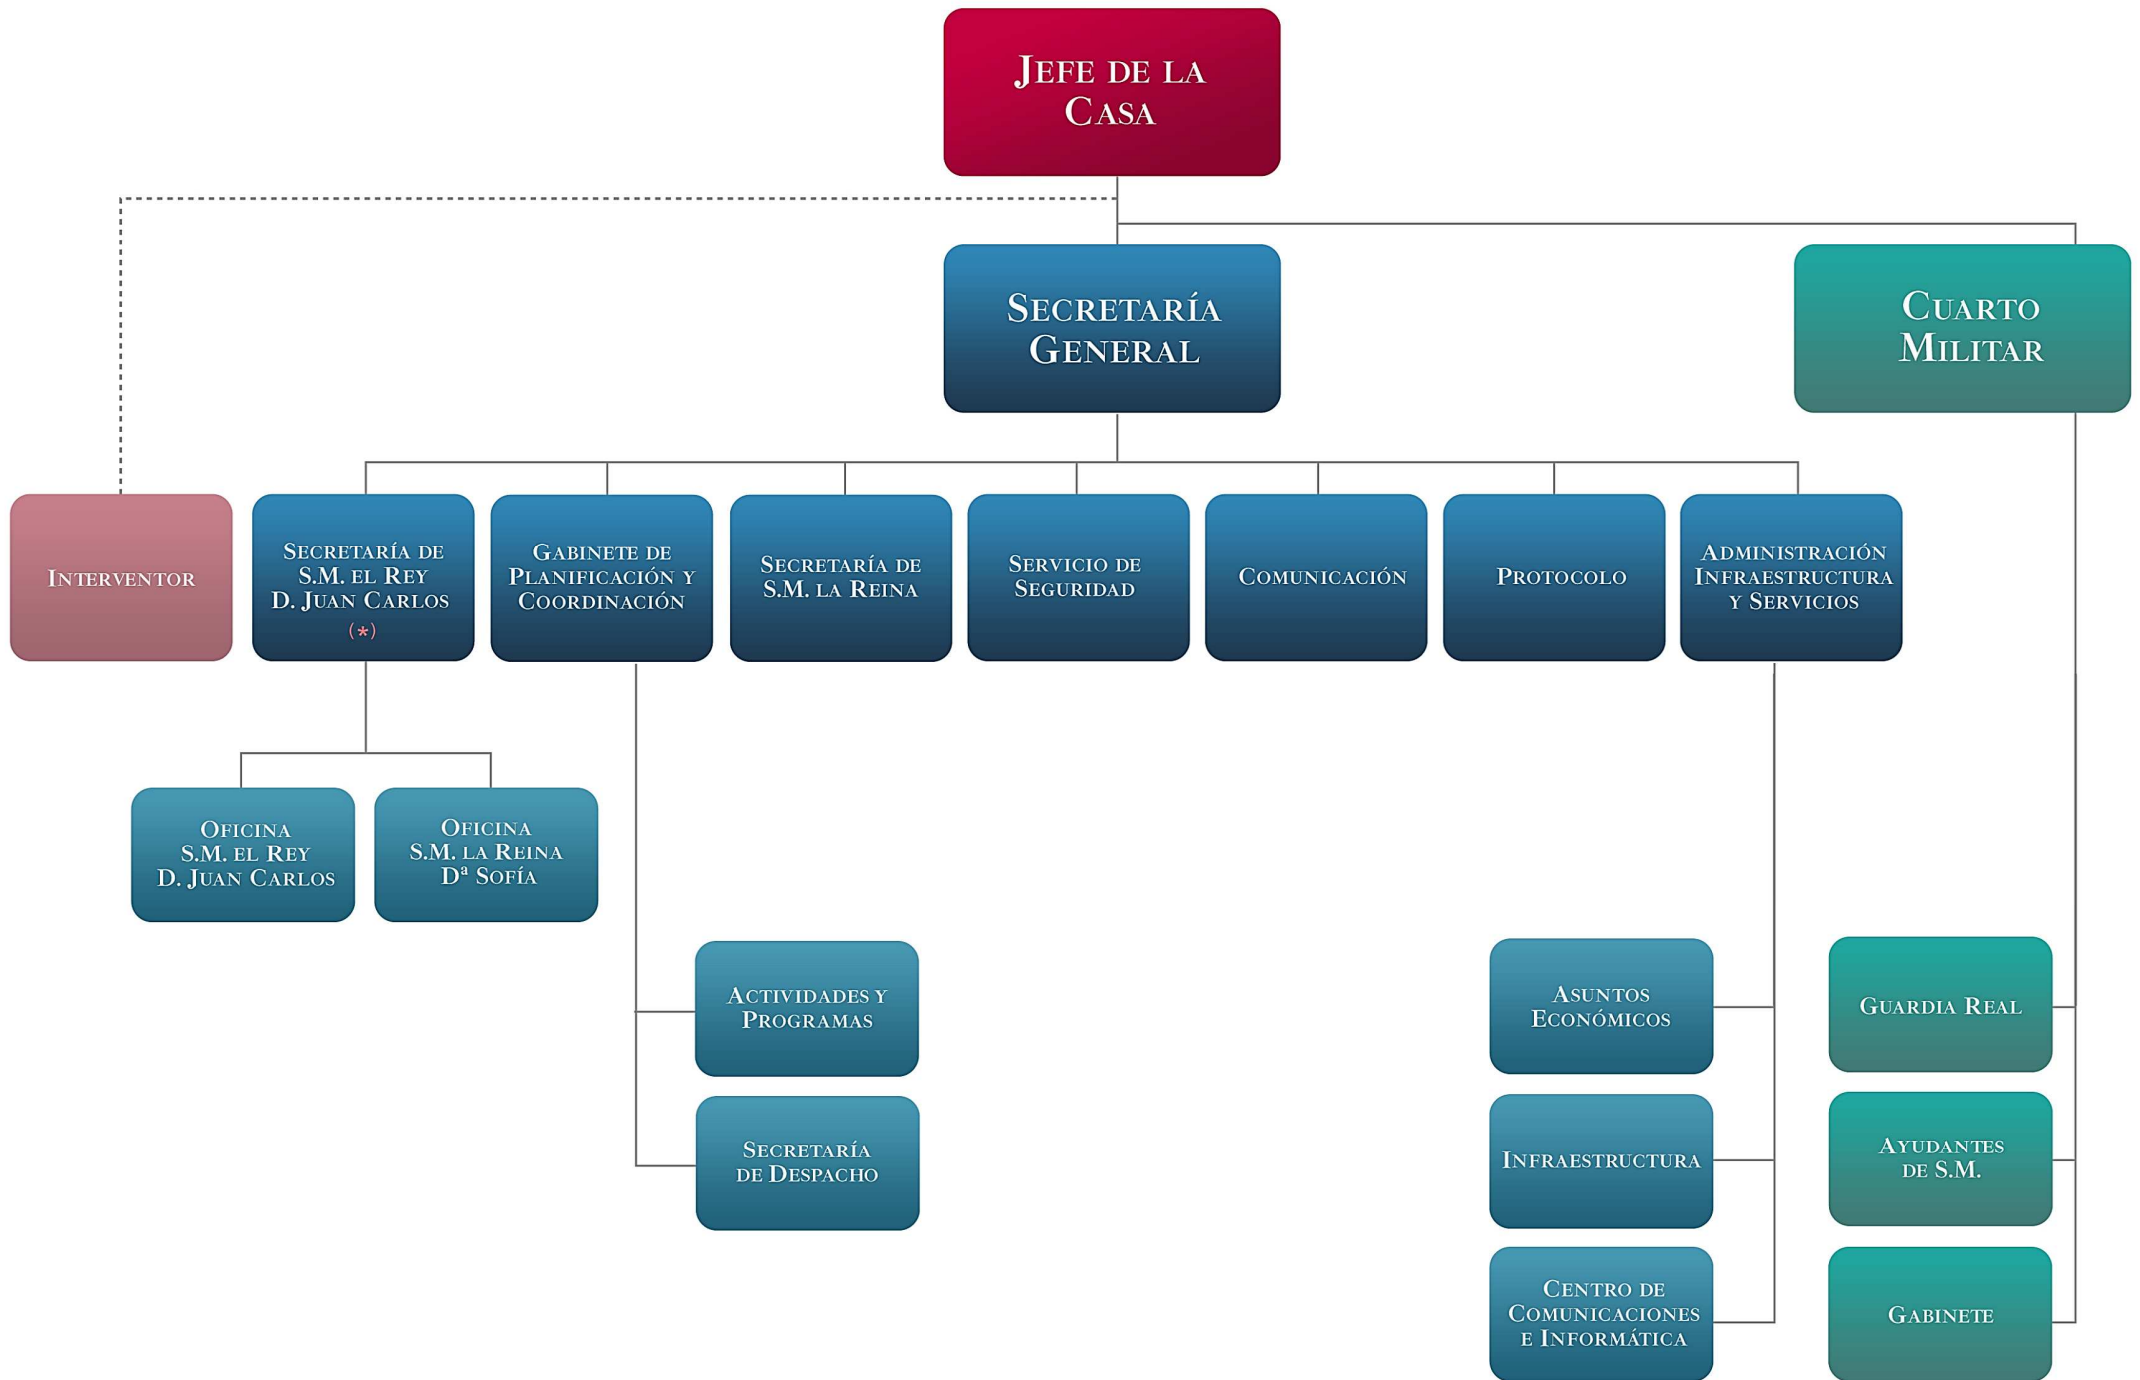 Jefe de la
Casa
Secretaría
General
Cuarto
Militar
Interventor
Secretaría de
S.M. el Rey
D. Juan Carlos
(*)
Gabinete de
Planificación y
Coordinación
Secretaría de
S.M. la Reina
Servicio de
Seguridad
Comunicación
Protocolo
Administración
Infraestructura
y Servicios
Oficina
S.M. el Rey
D. Juan Carlos
Oficina
S.M. la Reina
Dª Sofía
Actividades y
Programas
Secretaría
de Despacho
Asuntos
Económicos
Infraestructura
Centro de
Comunicaciones
e Informática
Guardia Real
Ayudantes
de S.M.
Gabinete